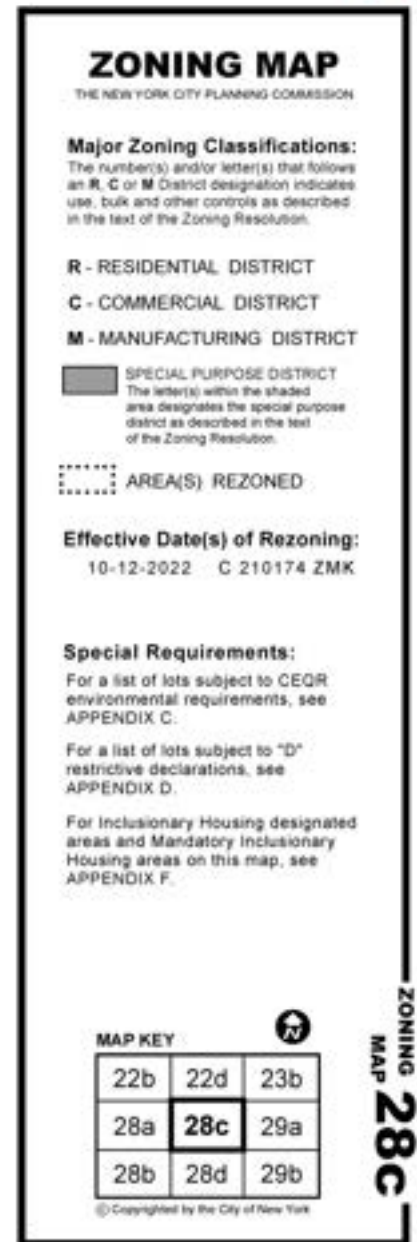 ZONING MAP
THE NEW YORK CITY PLANNING COMMISSION
Major Zoning Classifications:
The number(s) and/or letter(s) that follows
an R, C or M District designation indicates
use, bulk and other controls as described
in the text of the Zoning Resolution.
R - RESIDENTIAL DISTRICT
C - COMMERCIAL DISTRICT
M - MANUFACTURING DISTRICT
SPECIAL PURPOSE DISTRICT
The letter(s) within the shaded
area designates the special purpose
district as described in the text
of the Zoning Resolution.
AREA(S) REZONED
Effective Date(s) of Rezoning:
10-12-2022 C 210174 ZMK
Special Requirements:
For a list of lots subject to CEQR
environmental requirements, see
APPENDIX C.
For a list of lots subject to "D"
restrictive declarations, see
APPENDIX D.
For Inclusionary Housing designated
areas and Mandatory Inclusionary
Housing areas on this map, see
APPENDIX F.
MAP KEY
N
22b 22d 23b
28a 28c 29a
28b 28d 29b
© Copyrighted by the City of New York
ZONING
MAP 28c